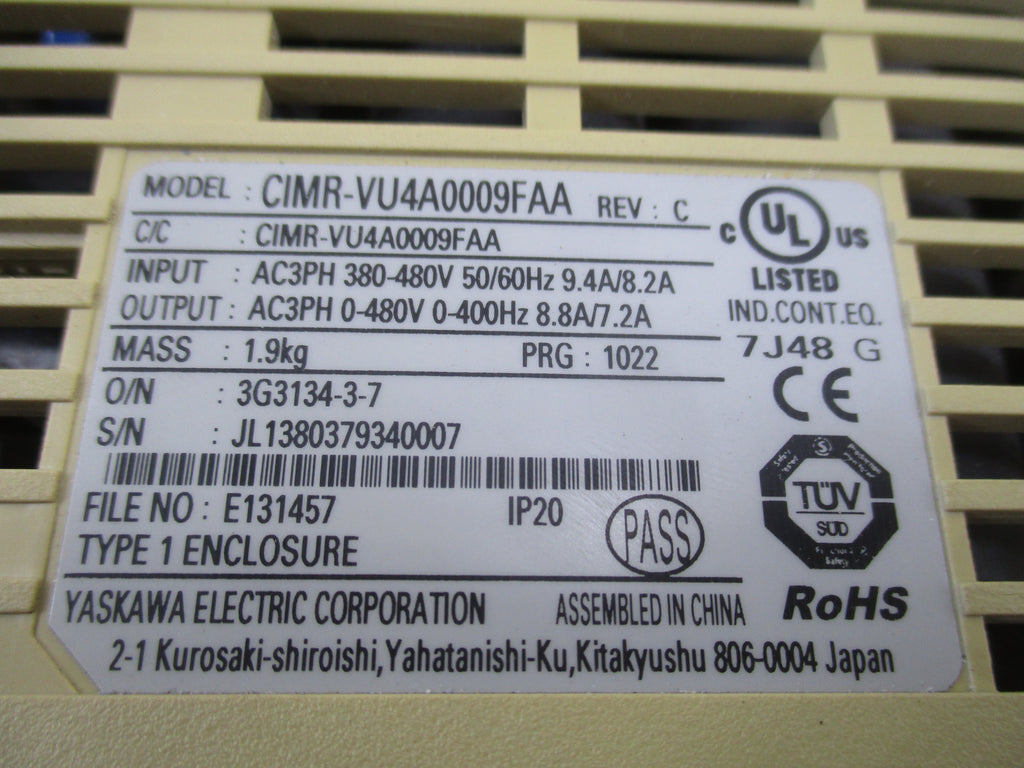 MODEL : CIMR-VU4A0009FAA REV : C
C/C : CIMR-VU4A0009FAA
INPUT : AC3PH 380-480V 50/60Hz 9.4A/8.2A
OUTPUT : AC3PH 0-480V 0-400Hz 8.8A/7.2A
MASS : 1.9kg PRG : 1022
O/N : 3G3134-3-7
S/N : JL1380379340007
FILE NO : E131457 IP20
TYPE 1 ENCLOSURE
PASS
YASKAWA ELECTRIC CORPORATION ASSEMBLED IN CHINA
2-1 Kurosaki-shiroishi,Yahatanishi-Ku,Kitakyushu 806-0004 Japan
C UL US
LISTED
IND.CONT.EQ.
7J48 G
CE
TÜV
SÜD
Safety
RoHS